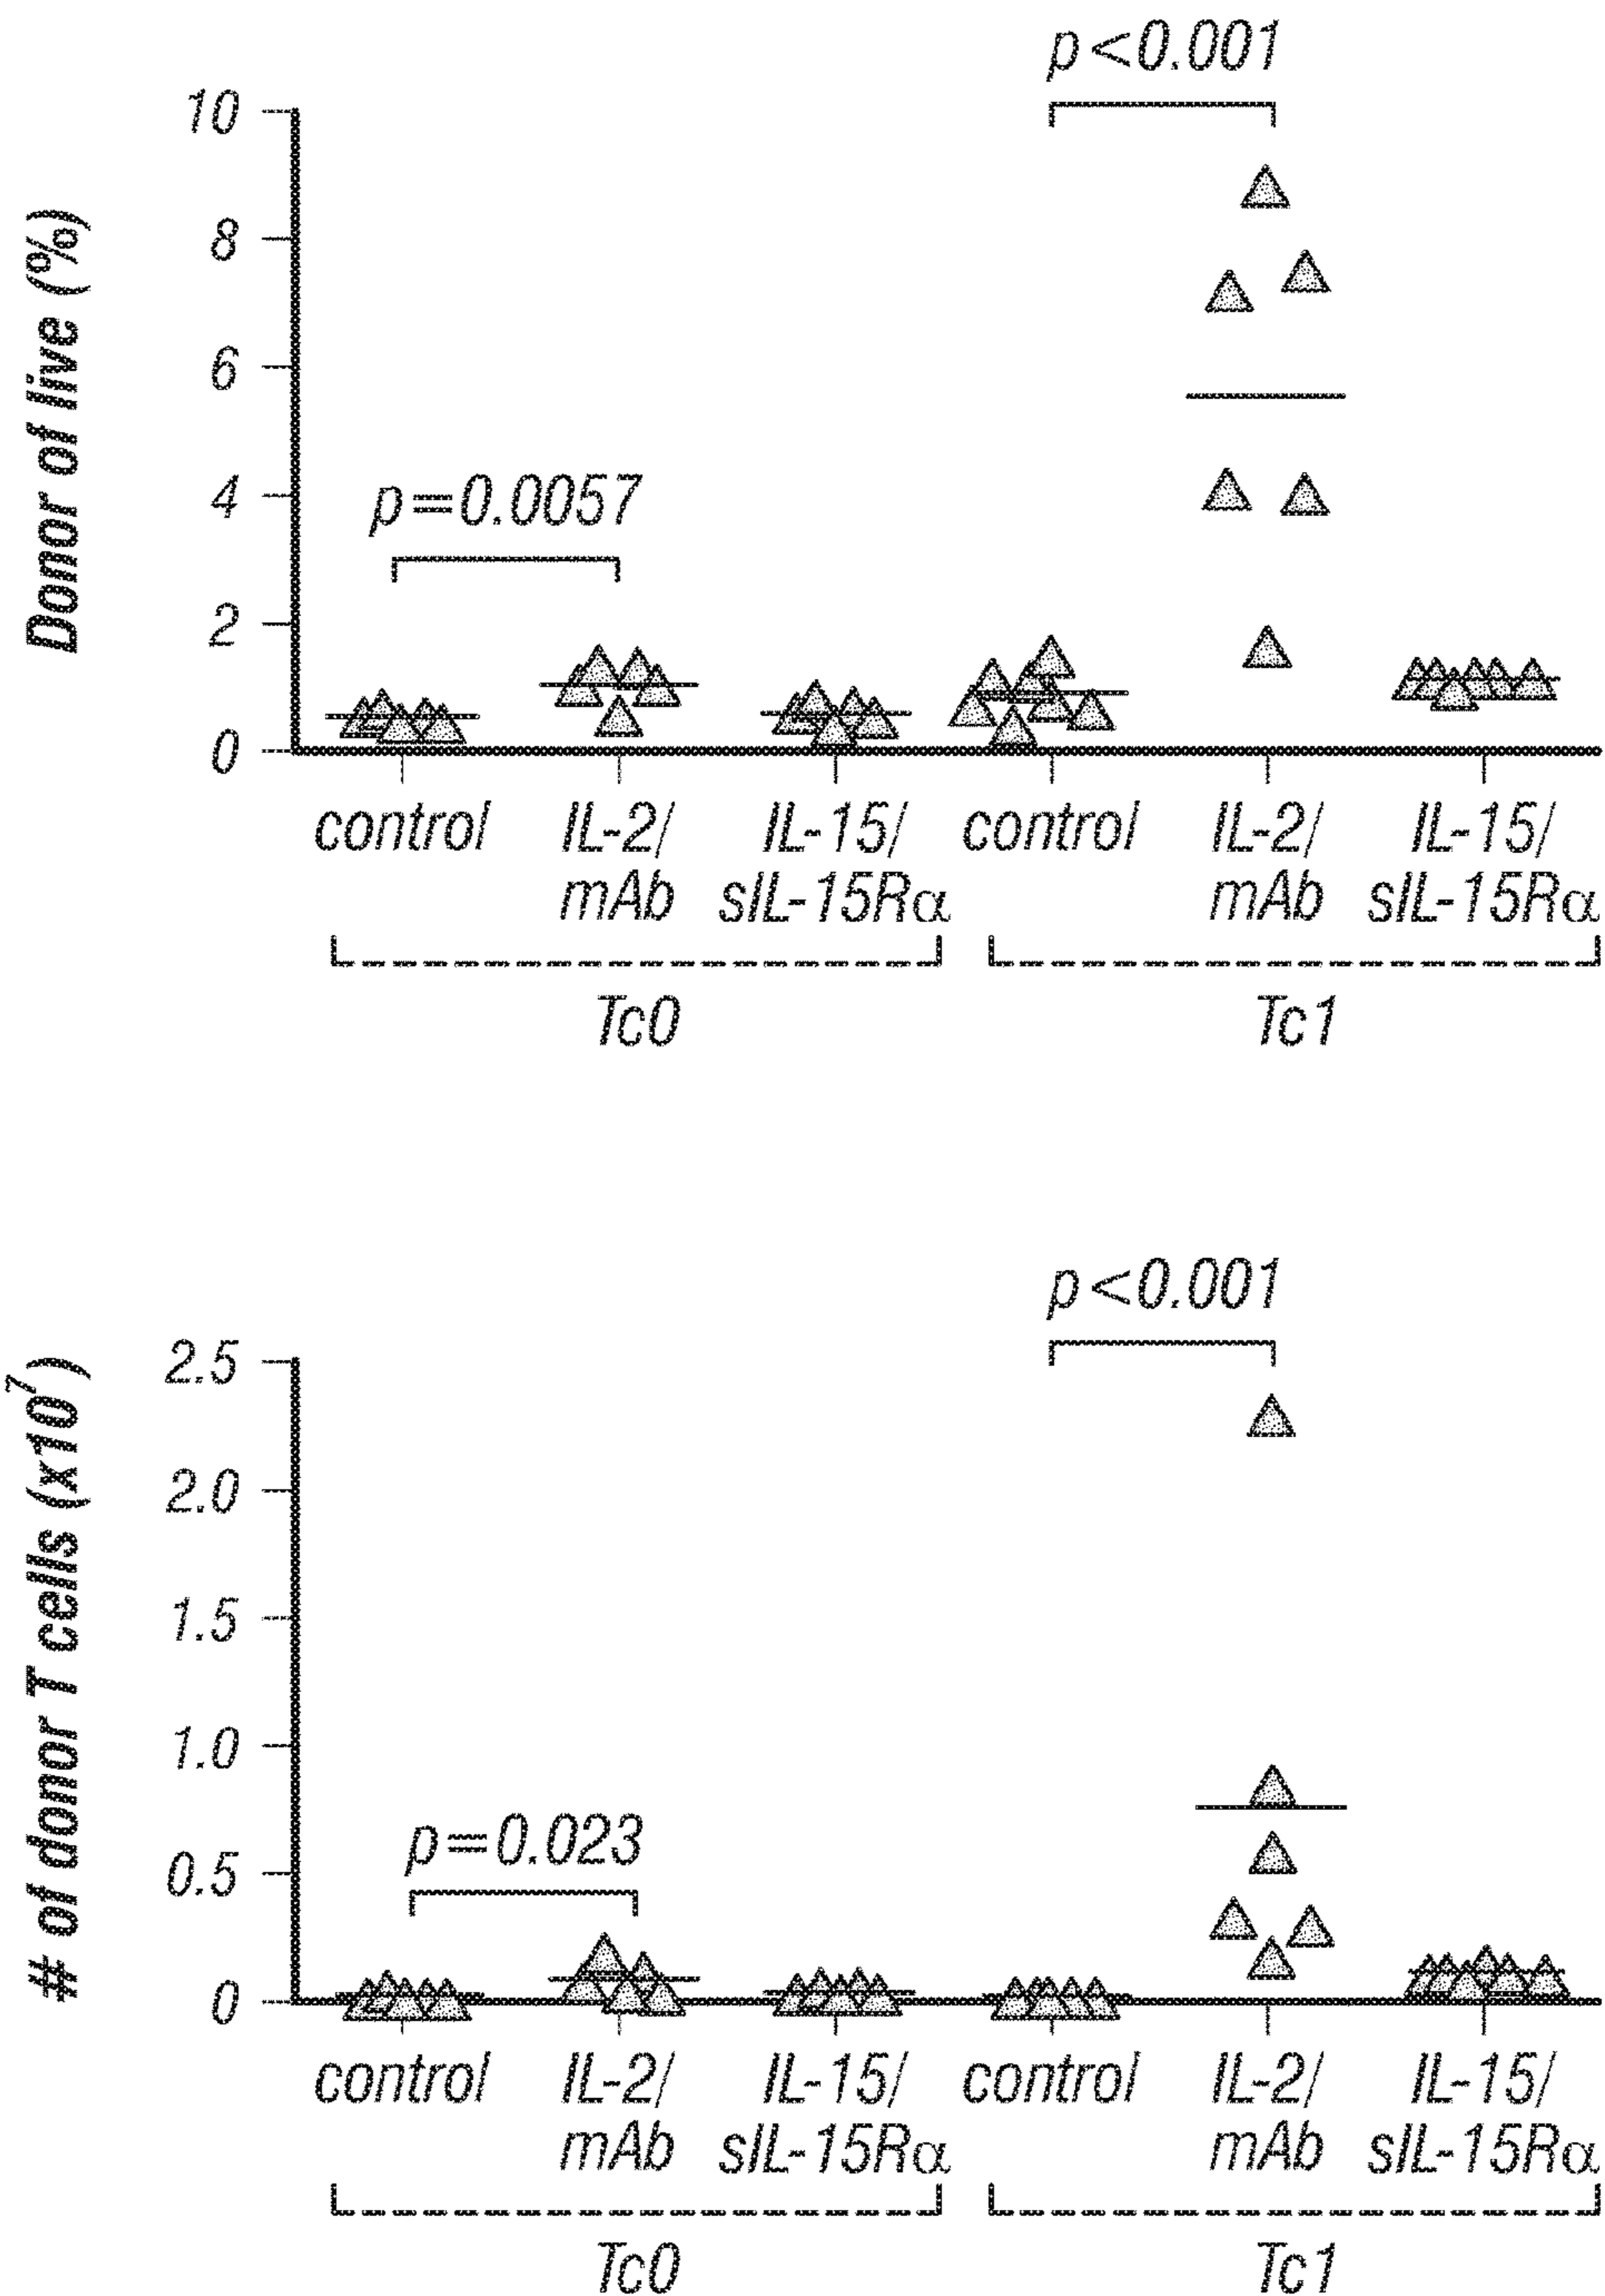 p<0.001
10
8
6
4
2
0
Donor of live (%)
p=0.0057
control IL-2/ IL-15/ control IL-2/ IL-15/
mAb sIL-15Rα mAb sIL-15Rα
Tc0 Tc1
p<0.001
2.5
2.0
1.5
1.0
0.5
0
# of donor T cells (x10⁷)
p=0.023
control IL-2/ IL-15/ control IL-2/ IL-15/
mAb sIL-15Rα mAb sIL-15Rα
Tc0 Tc1